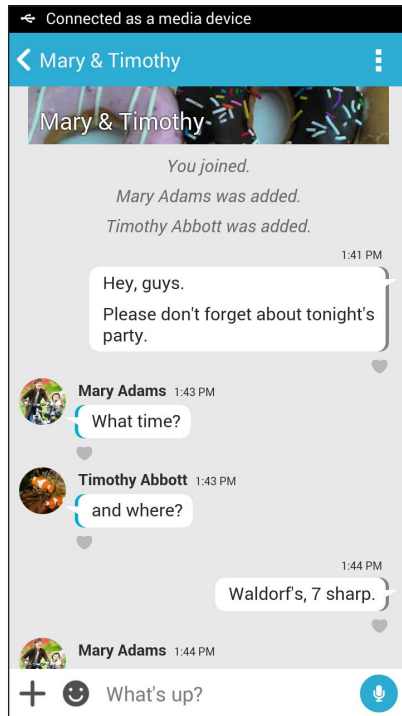 Connected as a media device
Mary & Timothy
Mary & Timothy
You joined.
Mary Adams was added.
Timothy Abbott was added.
1:41 PM
Hey, guys.
Please don't forget about tonight's
party.
Mary Adams 1:43 PM
What time?
Timothy Abbott 1:43 PM
and where?
1:44 PM
Waldorf's, 7 sharp.
Mary Adams 1:44 PM
What's up?